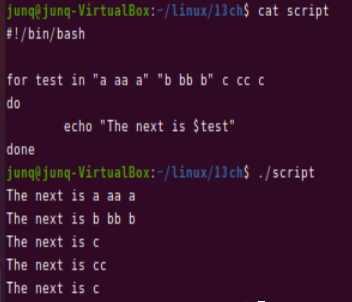 junq@junq-VirtualBox:~/linux/13ch$ cat script
#!/bin/bash
for test in "a aa a" "b bb b" c cc c
do
echo "The next is $test"
done
junq@junq-VirtualBox:~/linux/13ch$ ./script
The next is a aa a
The next is b bb b
The next is c
The next is cc
The next is c